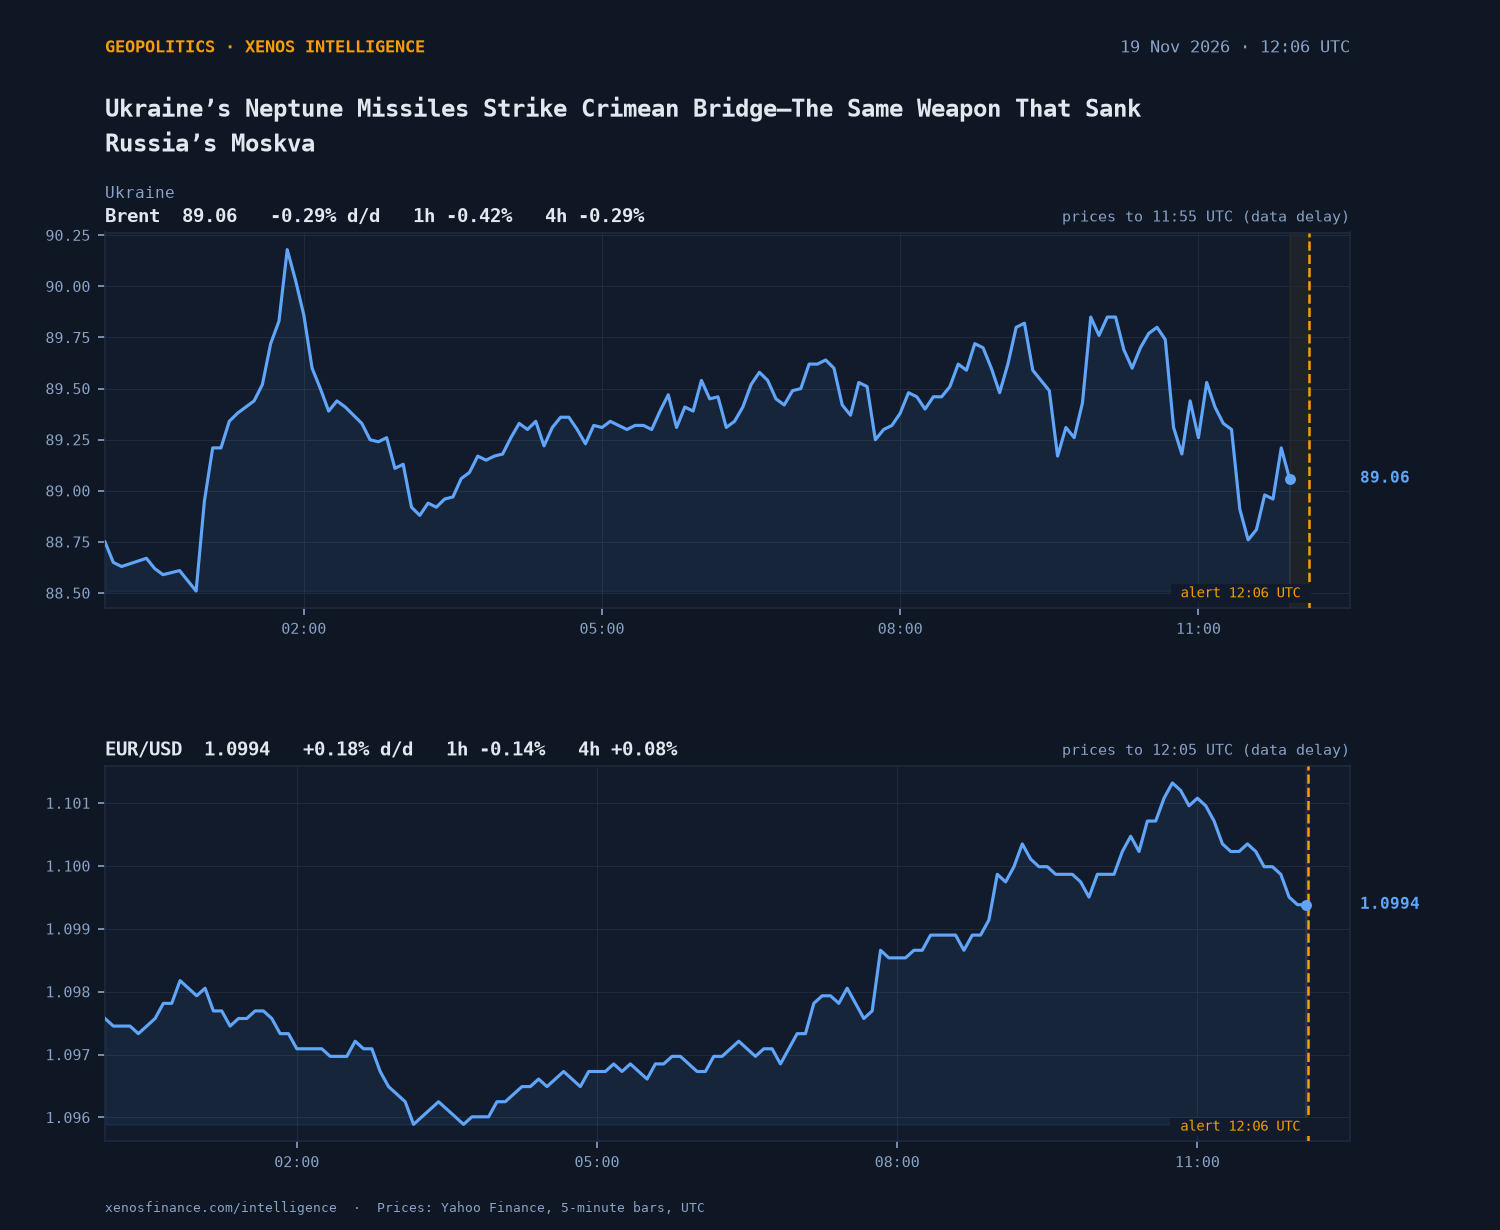 GEOPOLITICS · XENOS INTELLIGENCE
19 Nov 2026 · 12:06 UTC
Ukraine’s Neptune Missiles Strike Crimean Bridge—The Same Weapon That Sank
Russia’s Moskva
Ukraine
Brent 89.06 -0.29% d/d 1h -0.42% 4h -0.29%
prices to 11:55 UTC (data delay)
90.25
90.00
89.75
89.50
89.25
89.00
88.75
88.50
89.06
alert 12:06 UTC
02:00 05:00 08:00 11:00
EUR/USD 1.0994 +0.18% d/d 1h -0.14% 4h +0.08%
prices to 12:05 UTC (data delay)
1.101
1.100
1.099
1.098
1.097
1.096
1.0994
alert 12:06 UTC
02:00 05:00 08:00 11:00
xenosfinance.com/intelligence · Prices: Yahoo Finance, 5-minute bars, UTC